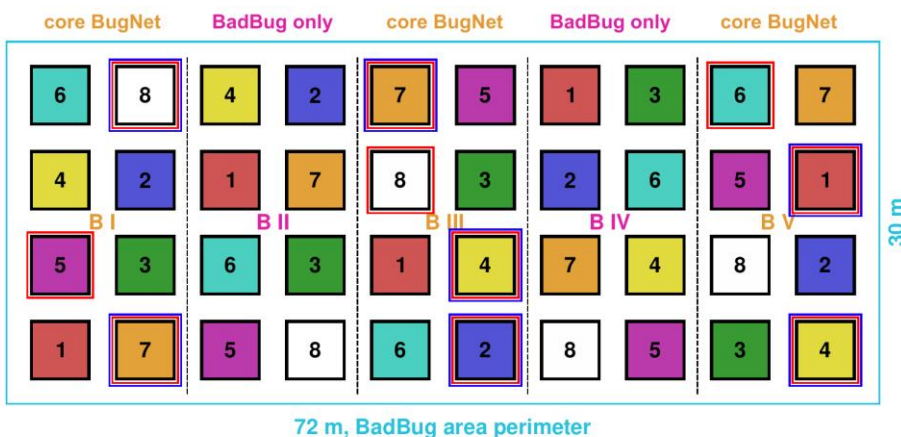 core BugNet BadBug only core BugNet BadBug only core BugNet
6 8 4 2 7 5 1 3 6 7
4 2 1 7 8 3 2 6 5 1
B I B II B III B IV B V
5 3 6 3 1 4 7 4 8 2
1 7 5 8 6 2 8 5 3 4
30 m
72 m, BadBug area perimeter